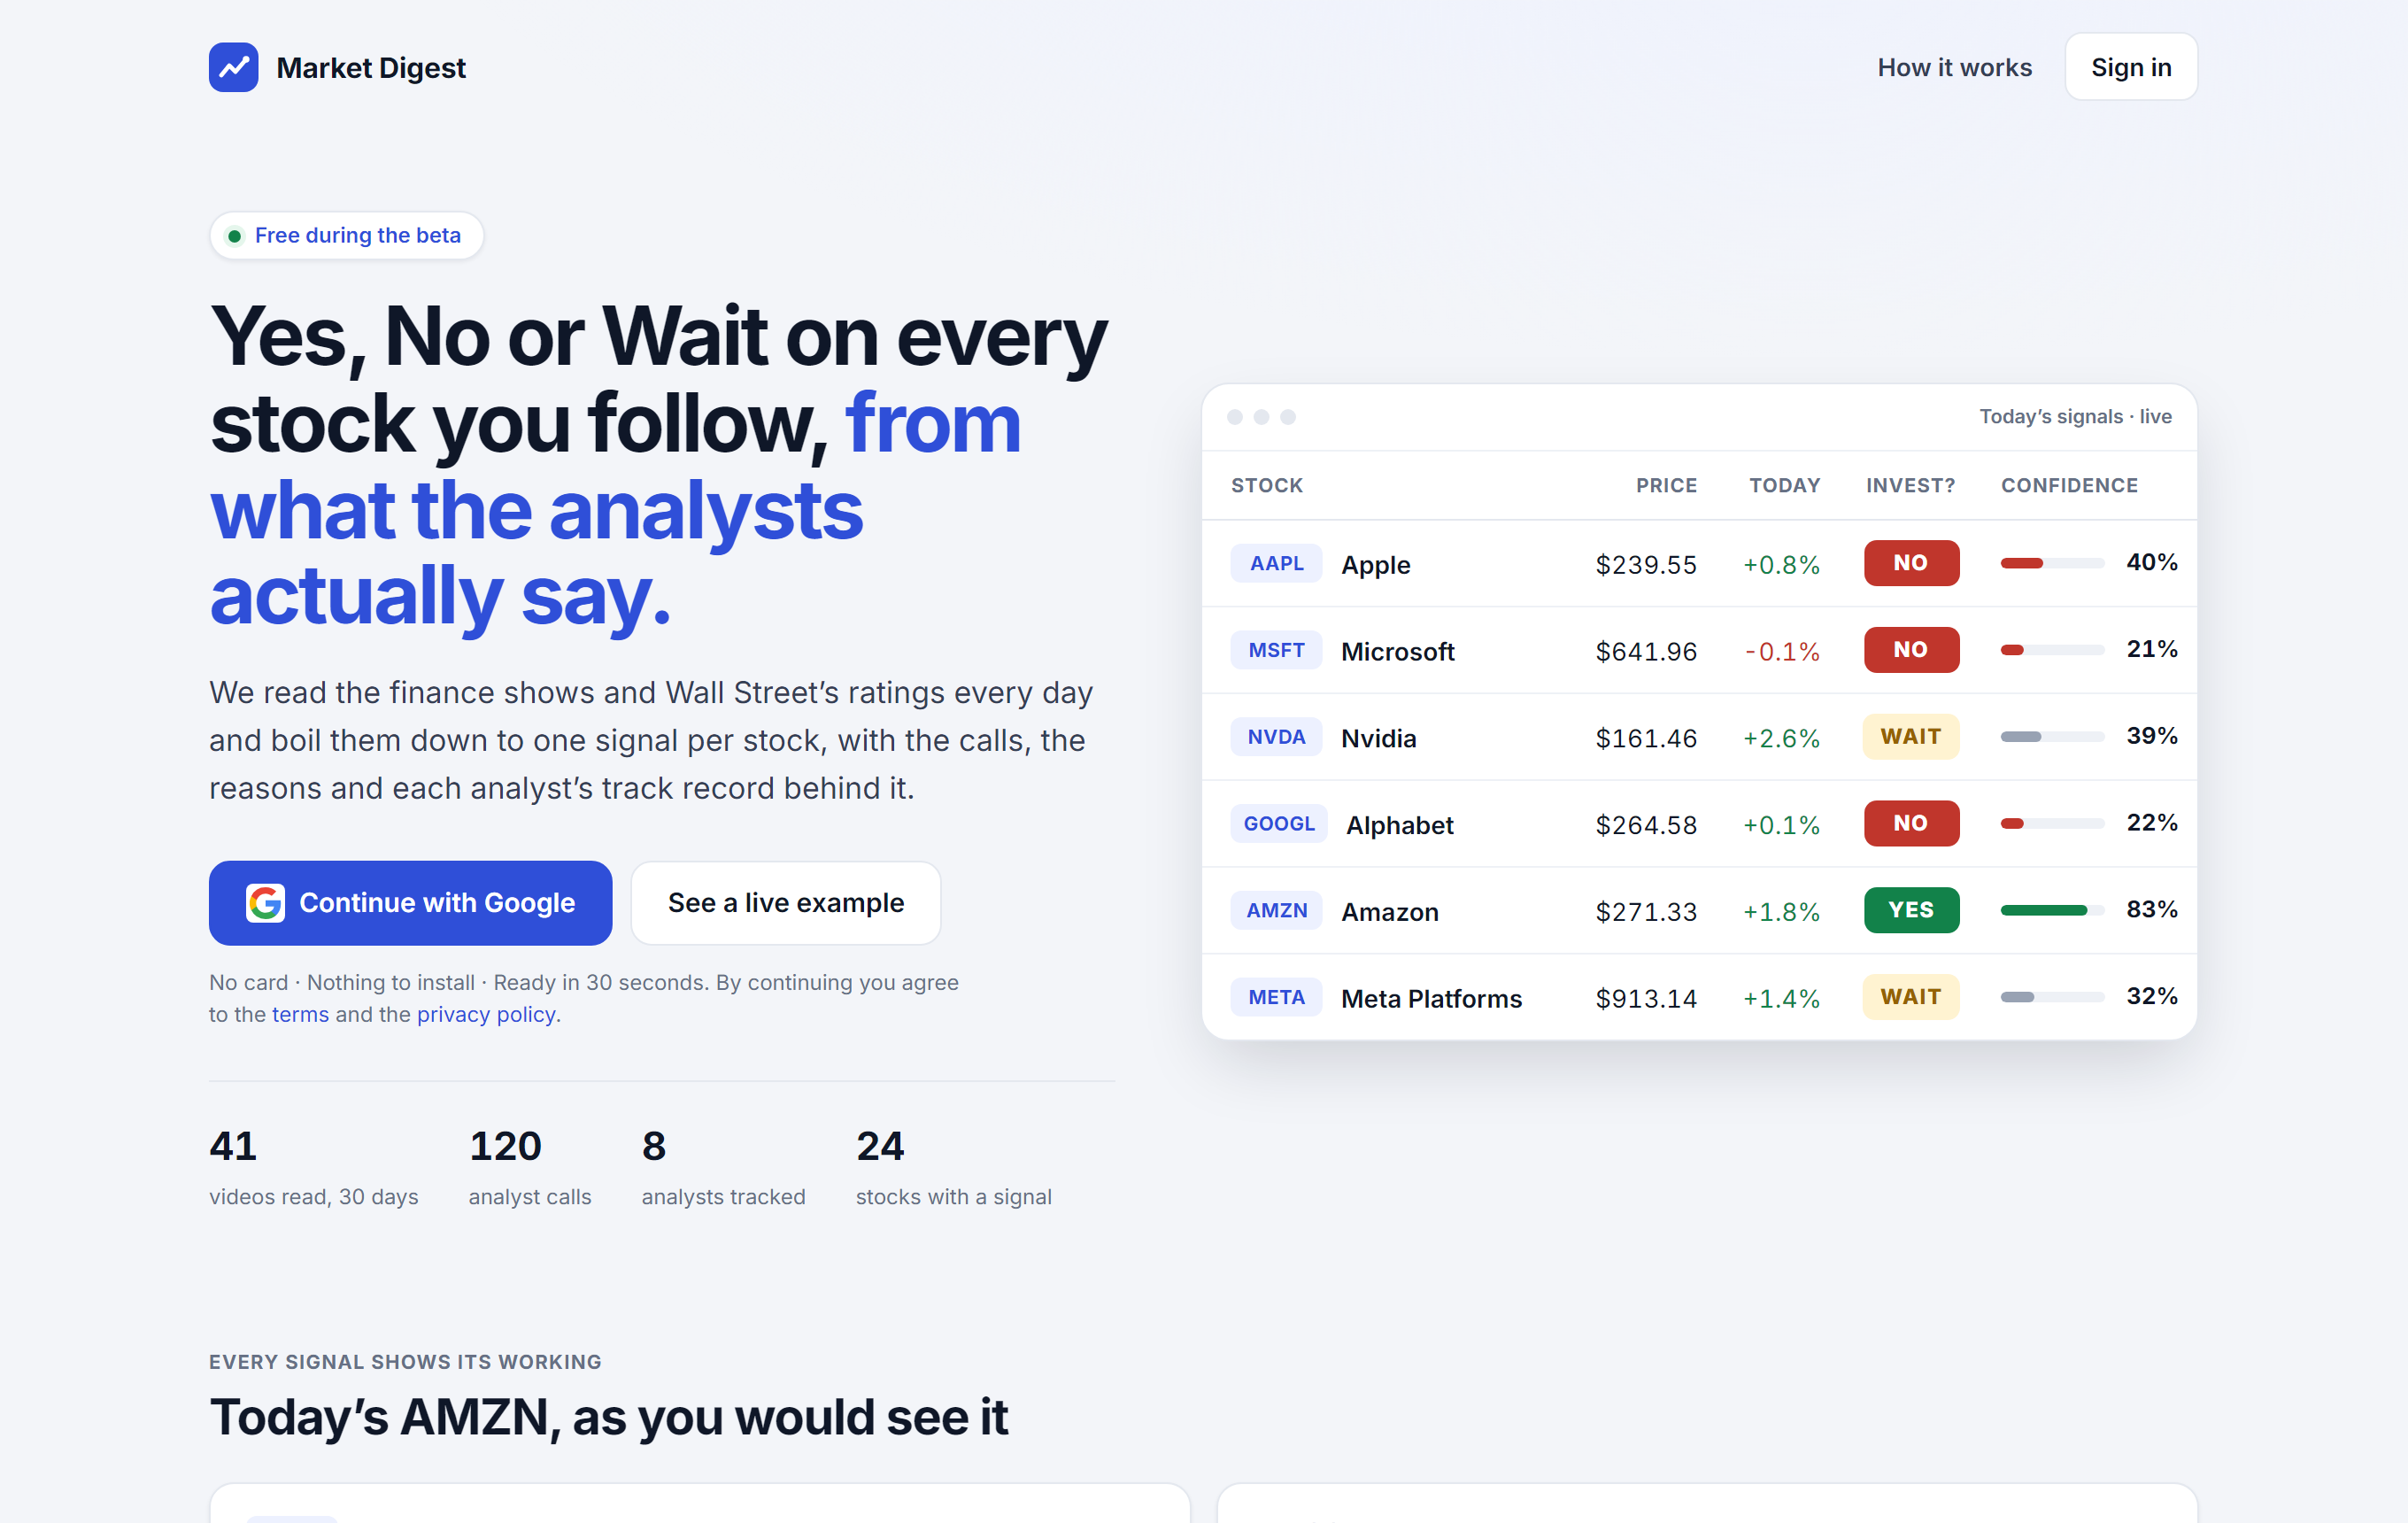 Market Digest
How it works
Sign in
Free during the beta
Yes, No or Wait on every
stock you follow, from
what the analysts
actually say.
We read the finance shows and Wall Street’s ratings every day
and boil them down to one signal per stock, with the calls, the
reasons and each analyst’s track record behind it.
Continue with Google
See a live example
No card · Nothing to install · Ready in 30 seconds. By continuing you agree
to the terms and the privacy policy.
41
videos read, 30 days
120
analyst calls
8
analysts tracked
24
stocks with a signal
Today’s signals · live
STOCK PRICE TODAY INVEST? CONFIDENCE
AAPL Apple $239.55 +0.8% NO 40%
MSFT Microsoft $641.96 -0.1% NO 21%
NVDA Nvidia $161.46 +2.6% WAIT 39%
GOOGL Alphabet $264.58 +0.1% NO 22%
AMZN Amazon $271.33 +1.8% YES 83%
META Meta Platforms $913.14 +1.4% WAIT 32%
EVERY SIGNAL SHOWS ITS WORKING
Today’s AMZN, as you would see it